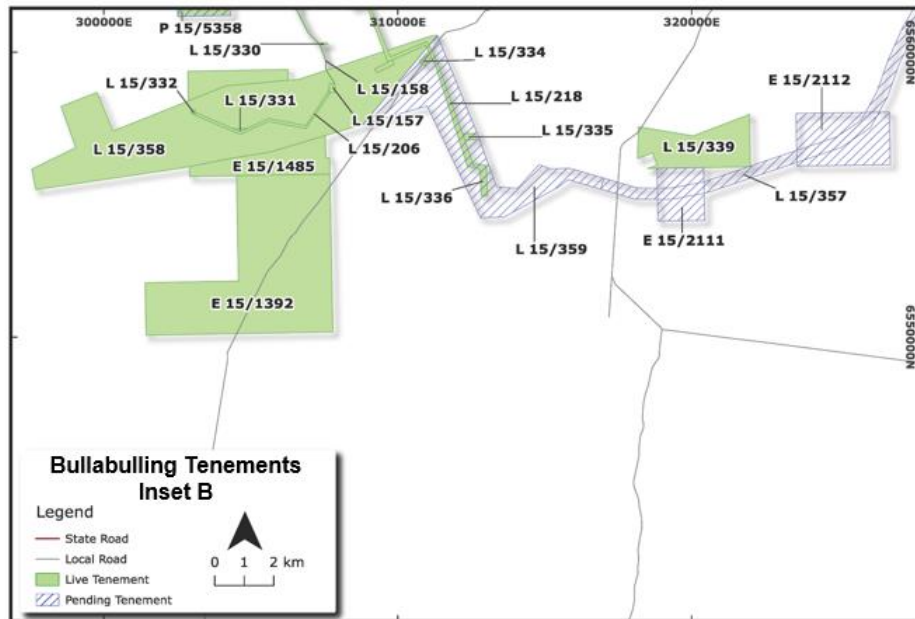 300000E
310000E
320000E
P 15/5358
L 15/330
L 15/334
6560000N
L 15/332
L 15/331
L 15/158
L 15/218
E 15/2112
L 15/157
L 15/335
L 15/358
L 15/206
L 15/339
E 15/1485
L 15/336
L 15/357
L 15/359
E 15/2111
E 15/1392
6550000N
Bullabulling Tenements
Inset B
Legend
State Road
Local Road
Live Tenement
Pending Tenement
0 1 2 km